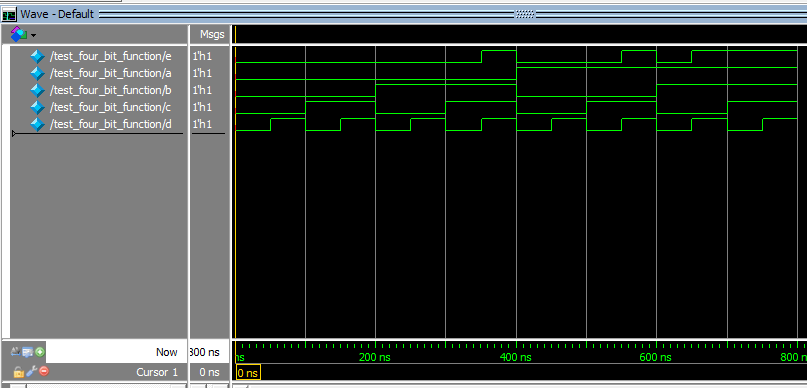 Wave - Default
Msgs
/test_four_bit_function/e 1'h1
/test_four_bit_function/a 1'h1
/test_four_bit_function/b 1'h1
/test_four_bit_function/c 1'h1
/test_four_bit_function/d 1'h1
Now 800 ns ns 200 ns 400 ns 600 ns 800 n
Cursor 1 0 ns 0 ns